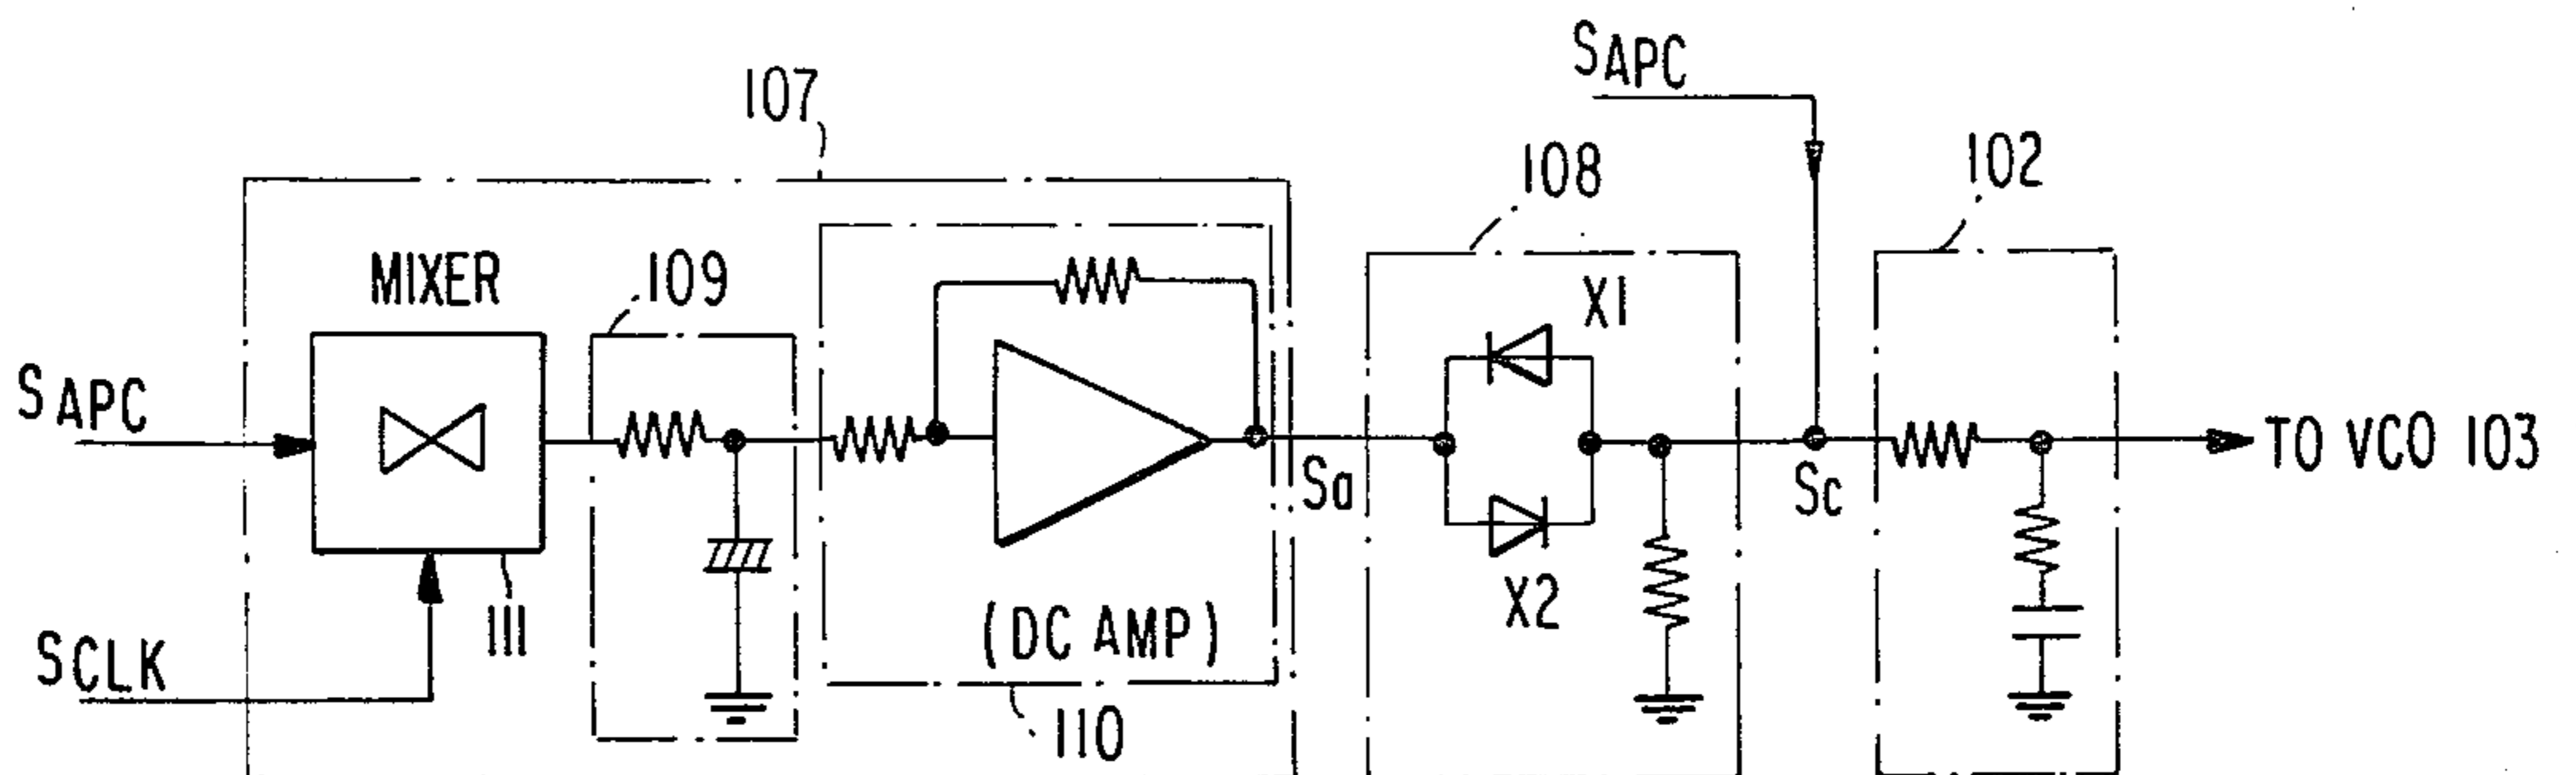 SAPC
107
108
102
MIXER
109
X1
SAPC
Sa
Sc
TO VCO 103
X2
(DC AMP)
SCLK
111
110